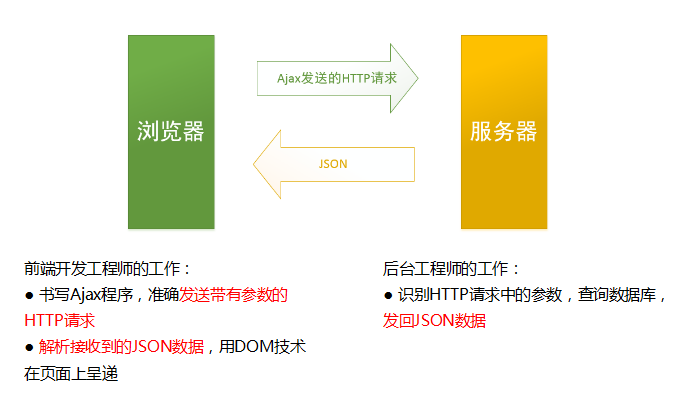 浏览器
Ajax发送的HTTP请求
服务器
JSON
前端开发工程师的工作：
● 书写Ajax程序，准确发送带有参数的
HTTP请求
● 解析接收到的JSON数据，用DOM技术
在页面上呈递
后台工程师的工作：
● 识别HTTP请求中的参数，查询数据库，
发回JSON数据